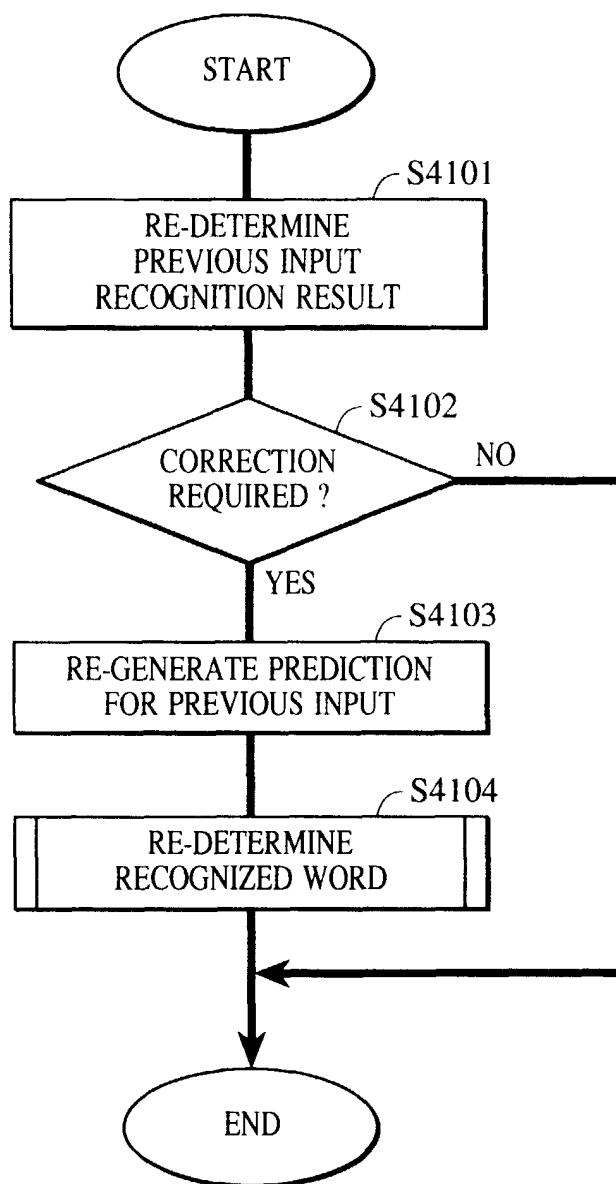 START
S4101
RE-DETERMINE
PREVIOUS INPUT
RECOGNITION RESULT
S4102
CORRECTION
REQUIRED ?
NO
YES
S4103
RE-GENERATE PREDICTION
FOR PREVIOUS INPUT
S4104
RE-DETERMINE
RECOGNIZED WORD
END